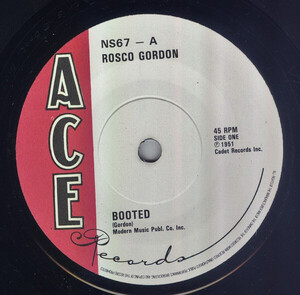 NS67 – A
ROSCO GORDON
ACE
45 RPM
SIDE ONE
℗ 1951
Cadet Records Inc.
BOOTED
(Gordon)
Modern Music Publ. Co. Inc.
Records